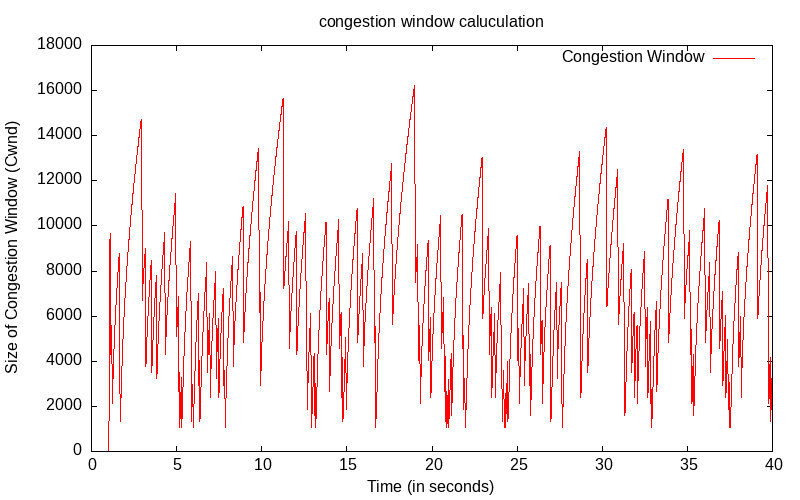 congestion window caluculation
Congestion Window
18000
16000
14000
12000
10000
8000
6000
4000
2000
0
Size of Congestion Window (Cwnd)
0 5 10 15 20 25 30 35 40
Time (in seconds)